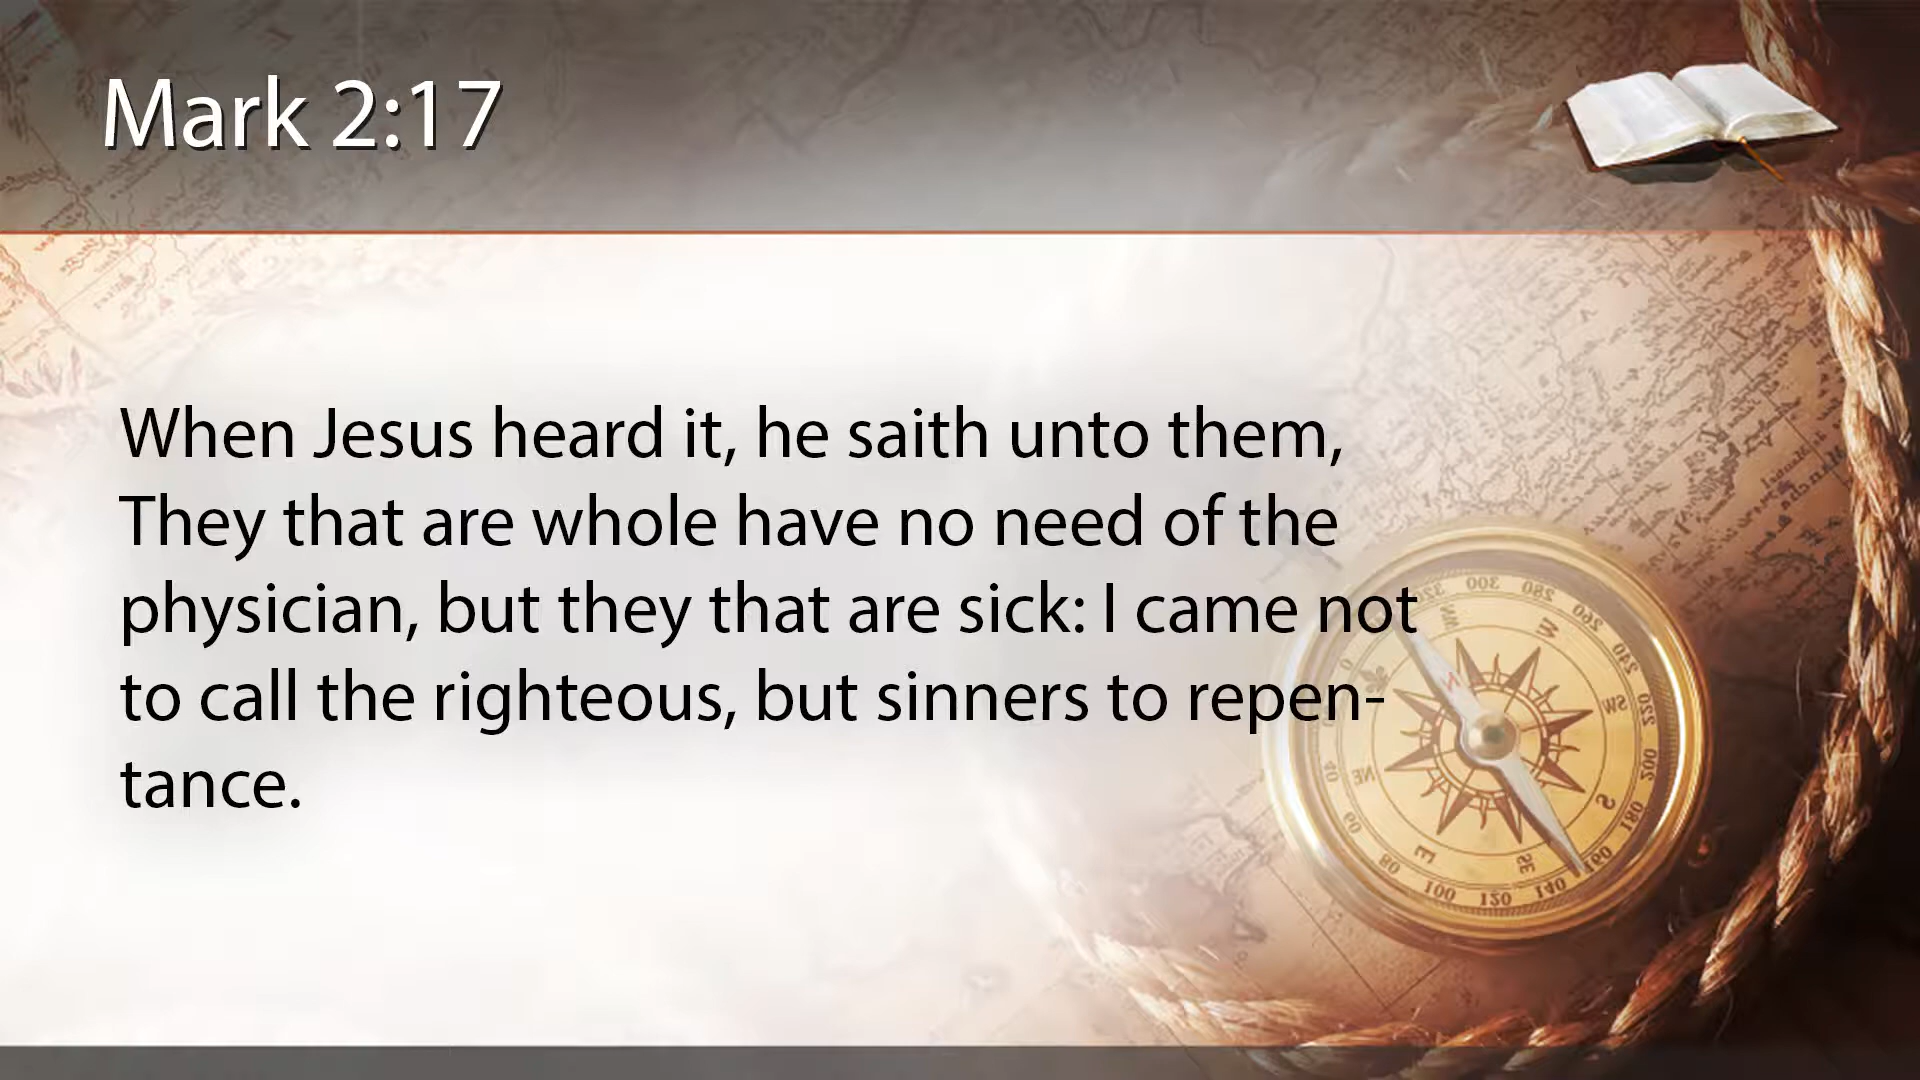 Mark 2:17
When Jesus heard it, he saith unto them,
They that are whole have no need of the
physician, but they that are sick: I came not
to call the righteous, but sinners to repen-
tance.